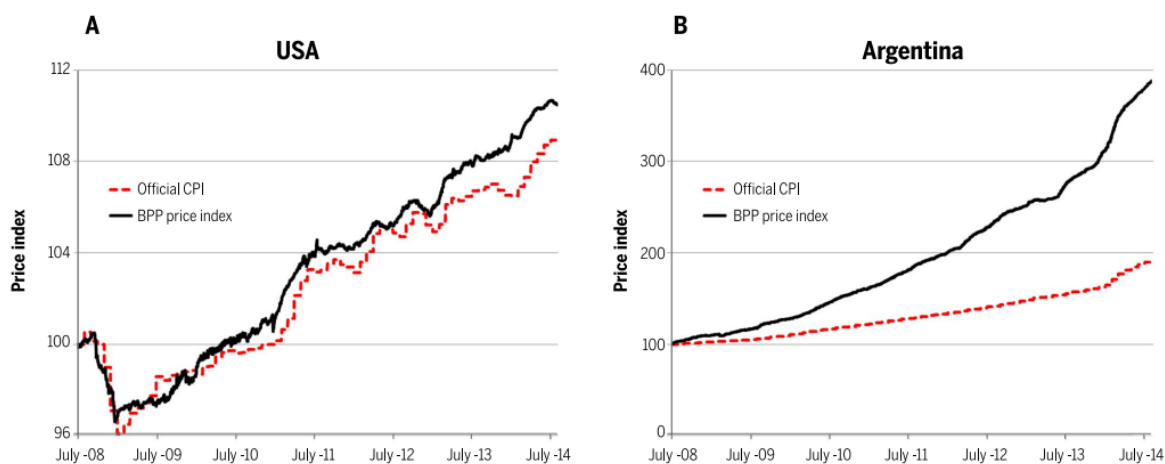 A
USA
Price index
112
108
104
100
96
Official CPI
BPP price index
July -08
July -09
July -10
July -11
July -12
July -13
July -14
B
Argentina
Price index
400
300
200
100
0
Official CPI
BPP price index
July -08
July -09
July -10
July -11
July -12
July -13
July -14